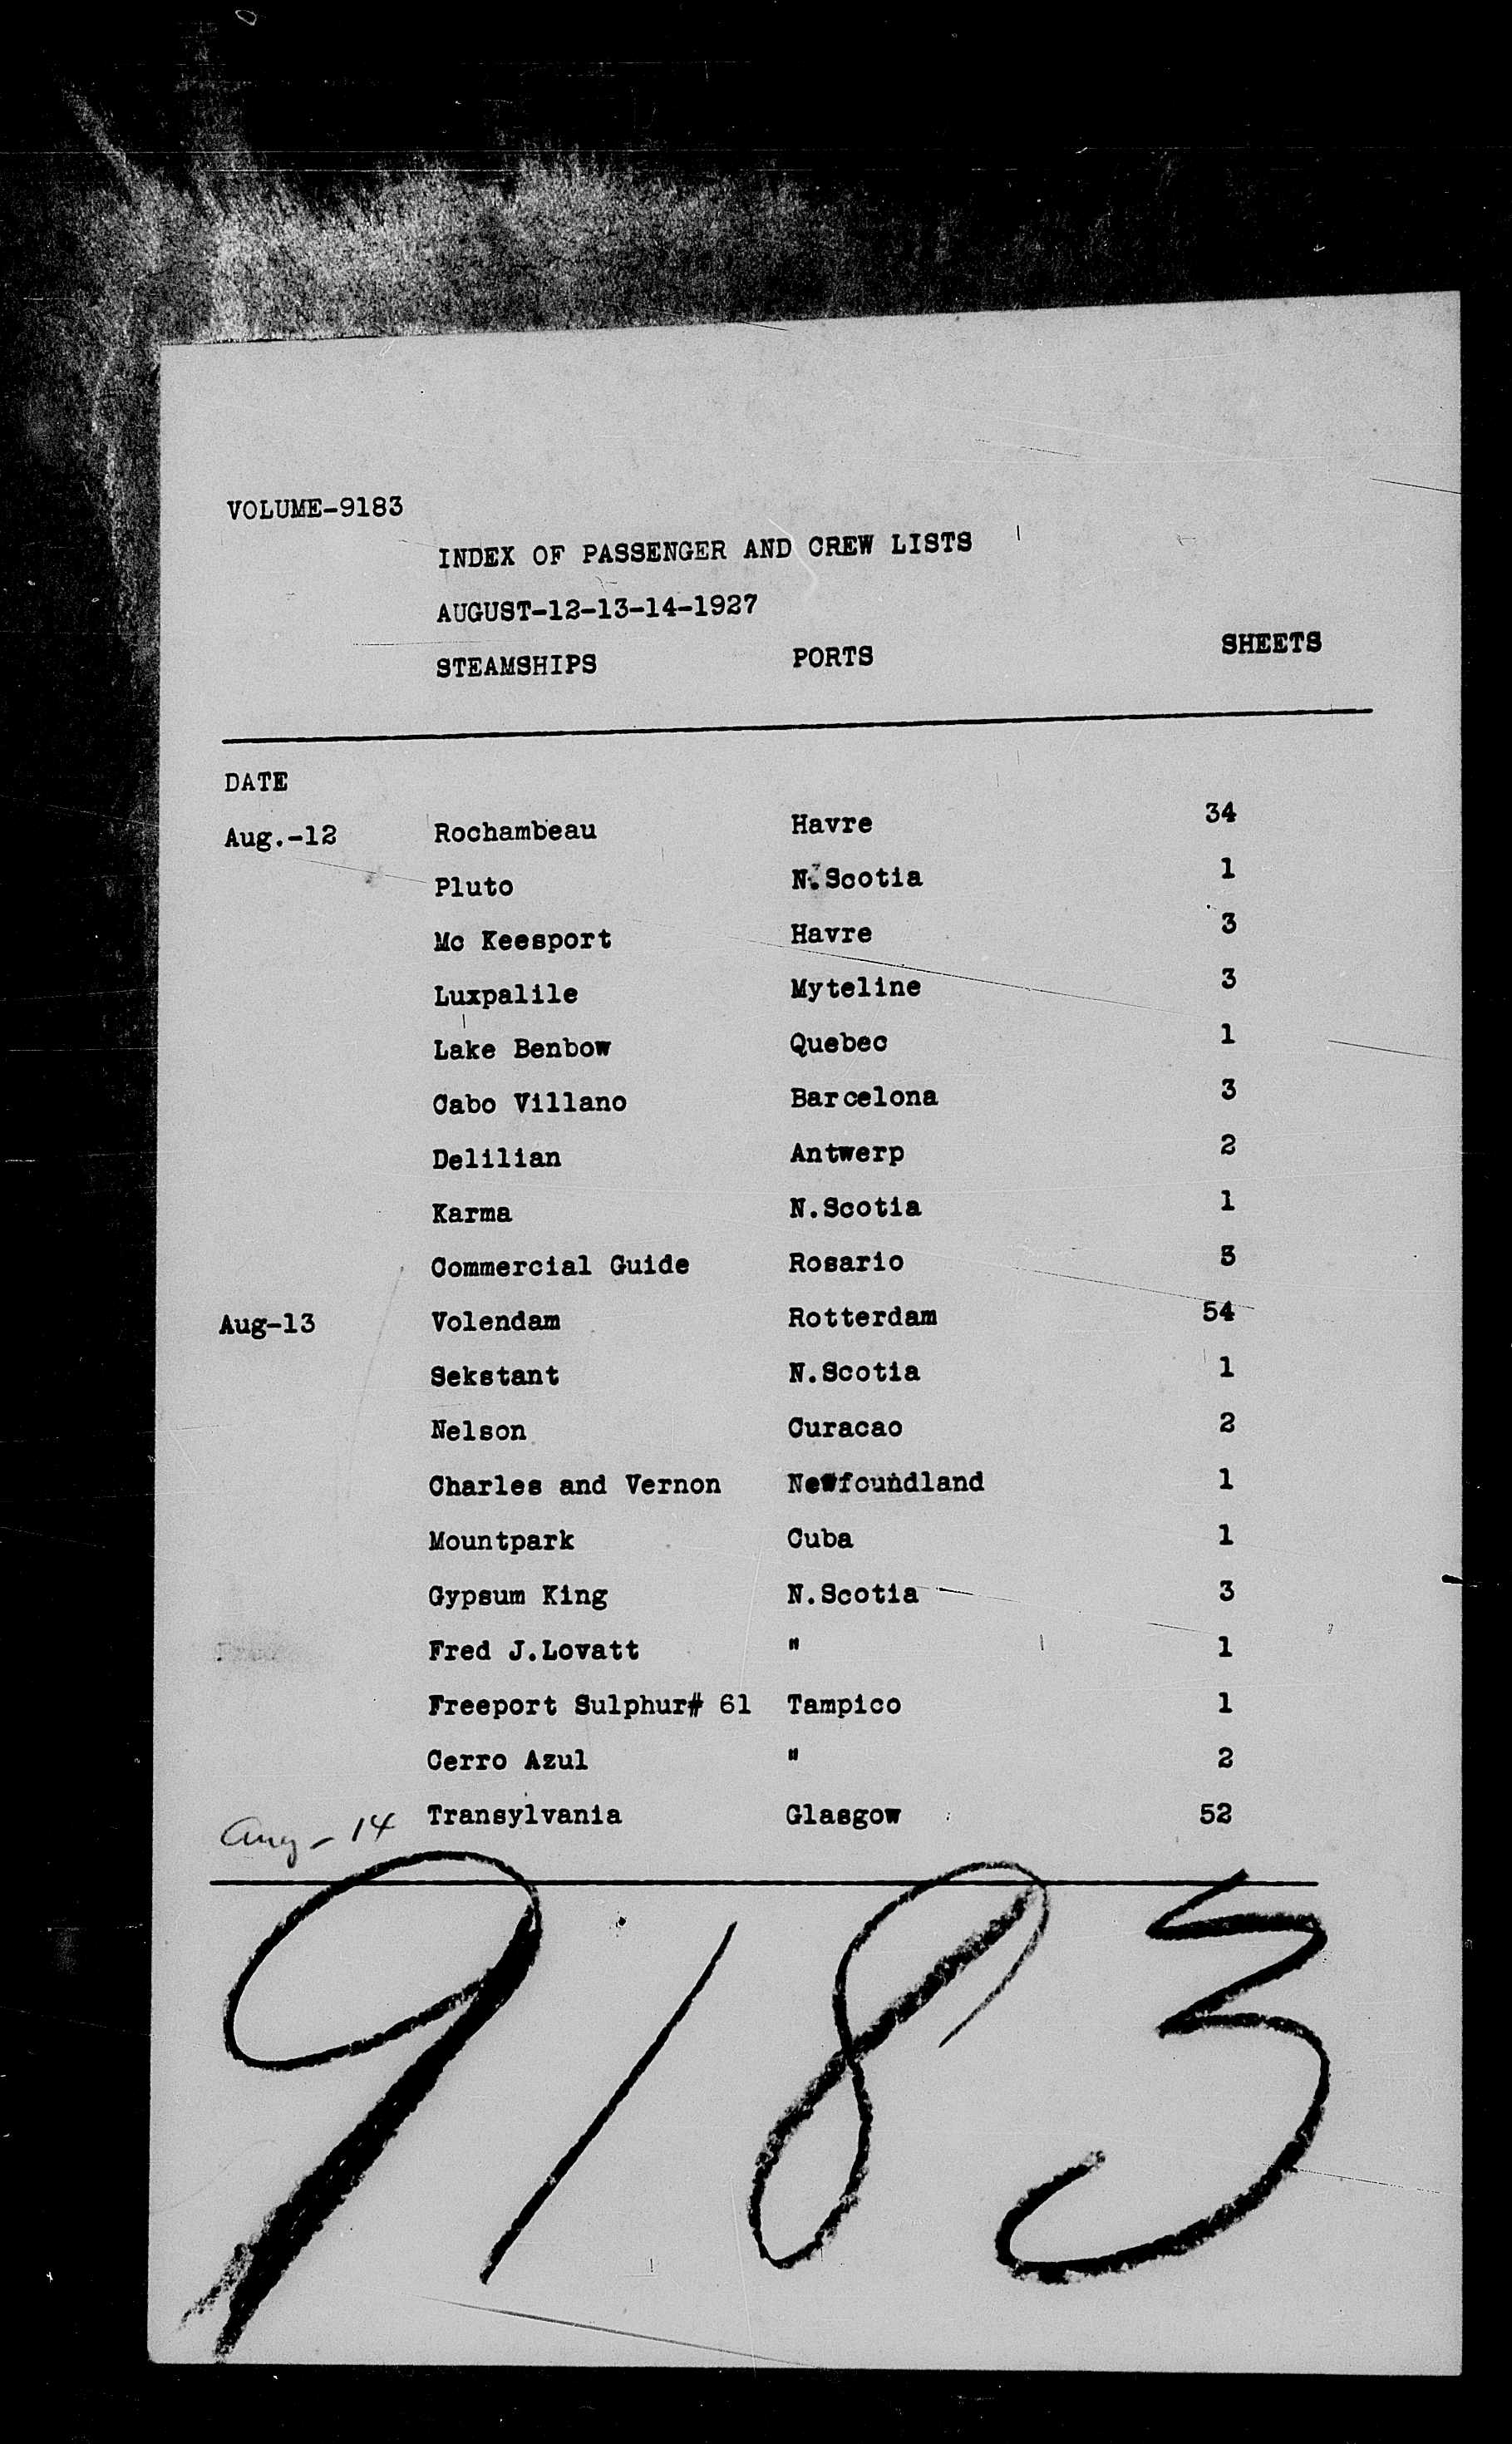 VOLUME-9183
INDEX OF PASSENGER AND CREW LISTS
AUGUST-12-13-14-1927
STEAMSHIPS PORTS SHEETS
DATE
Aug.-12 Rochambeau Havre 34
Pluto N.Scotia 1
Mc Keesport Havre 3
Luxpalile Myteline 3
Lake Benbow Quebec 1
Cabo Villano Barcelona 3
Delilian Antwerp 2
Karma N.Scotia 1
Commercial Guide Rosario
Aug-13 Volendam Rotterdam 54
Sekstant N.Scotia 1
Nelson Curacao 2
Charles and Vernon Newfoundland 1
Mountpark Cuba 1
Gypsum King N.Scotia 3
Fred J.Lovatt " 1
Freeport Sulphur# 61 Tampico 1
Cerro Azul " 2
Aug-14 Transylvania Glasgow 52
9183